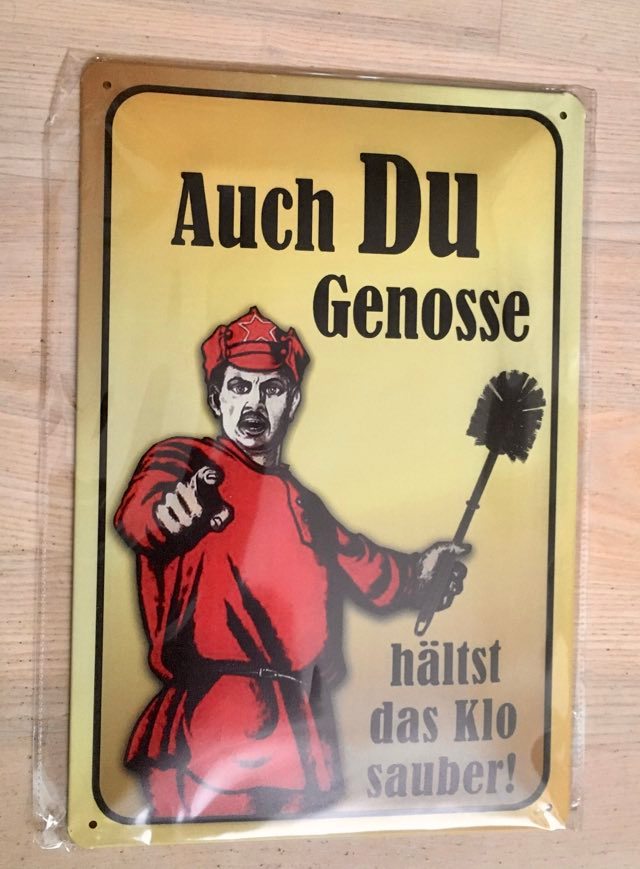 Auch Du
Genosse
hältst
das Klo
sauber!